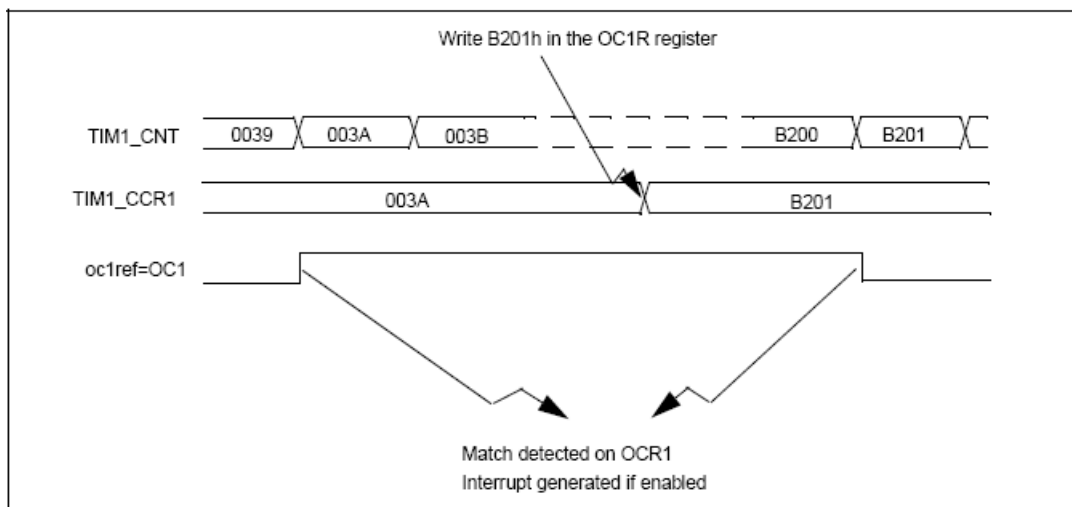 Write B201h in the OC1R register
TIM1_CNT 0039 003A 003B B200 B201
TIM1_CCR1 003A B201
oc1ref=OC1
Match detected on OCR1
Interrupt generated if enabled